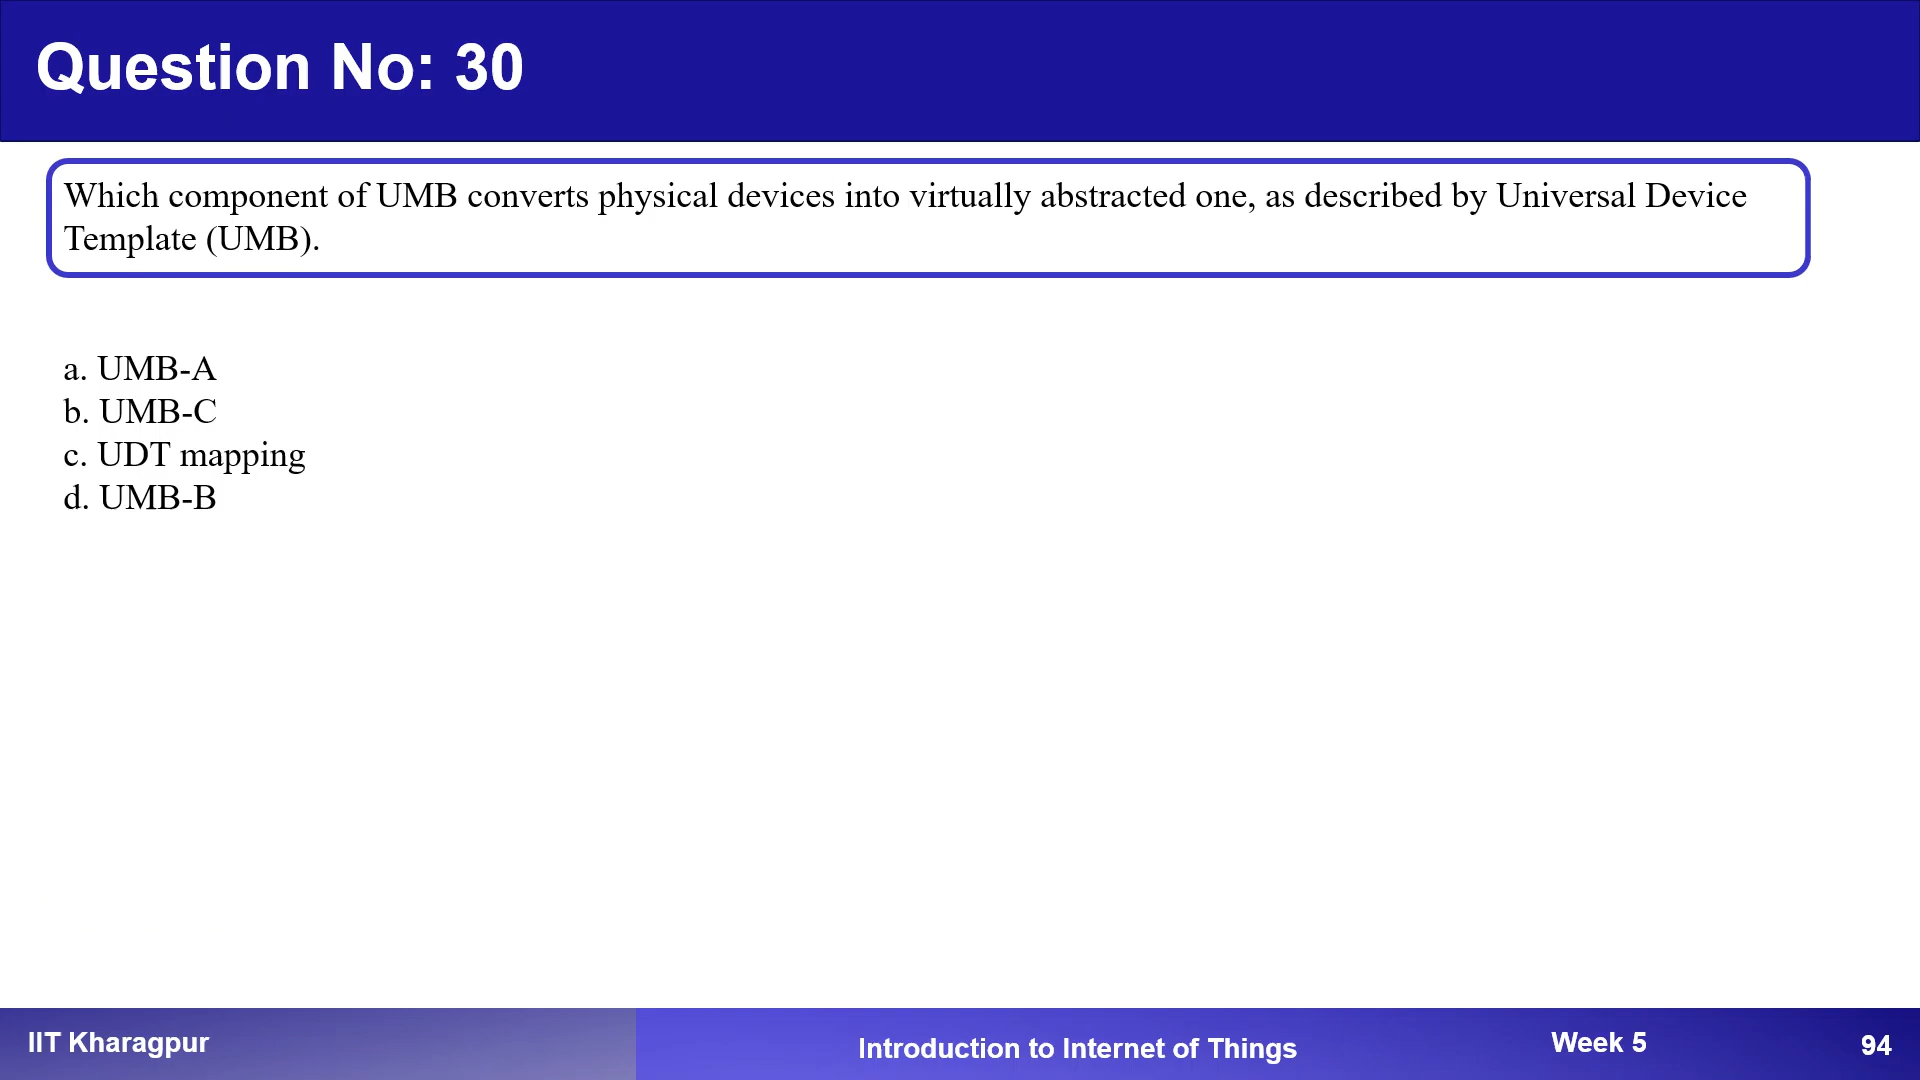 Question No: 30
Which component of UMB converts physical devices into virtually abstracted one, as described by Universal Device
Template (UMB).
a. UMB-A
b. UMB-C
c. UDT mapping
d. UMB-B
IIT Kharagpur
Introduction to Internet of Things
Week 5
94